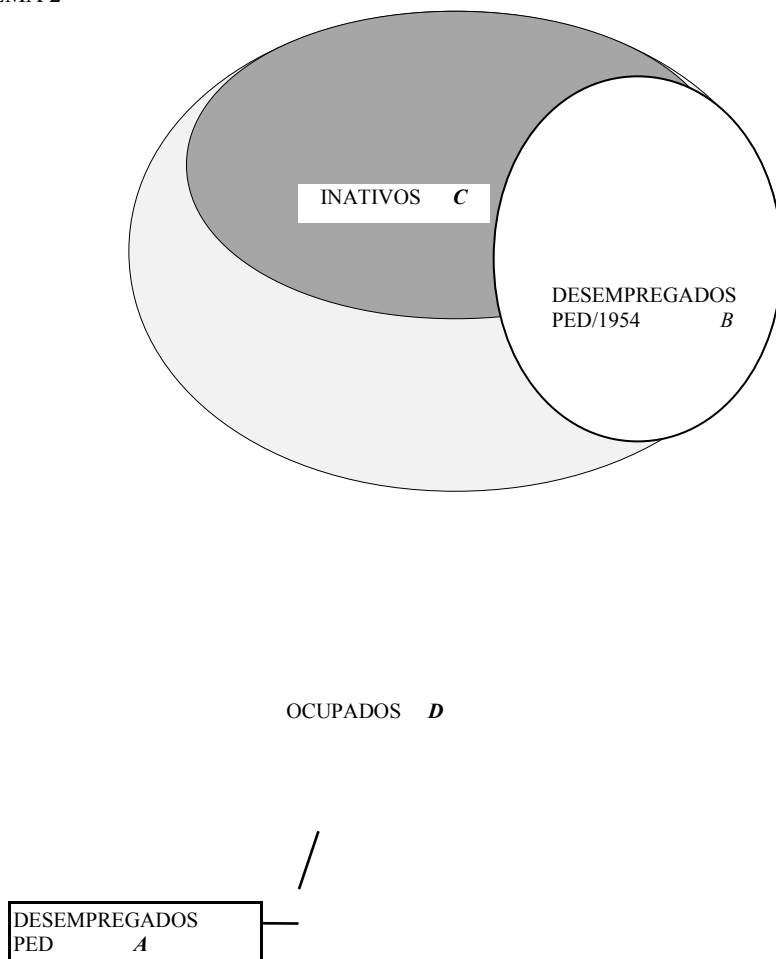 INATIVOS C
DESEMPREGADOS
PED/1954 B
OCUPADOS D
DESEMPREGADOS
PED A